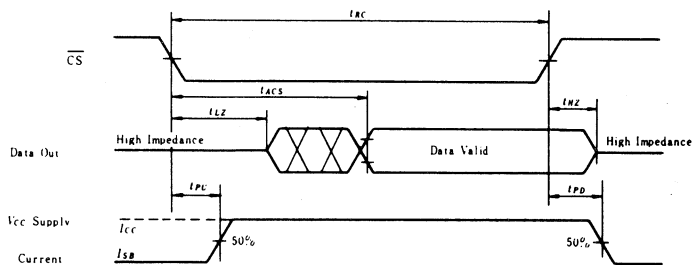 tRC
CS
tACS
tLZ
tHZ
High Impedance
High Impedance
Data Out
Data Valid
tPU
tPD
Vcc Supply
ICC
50%
50%
Current
ISB